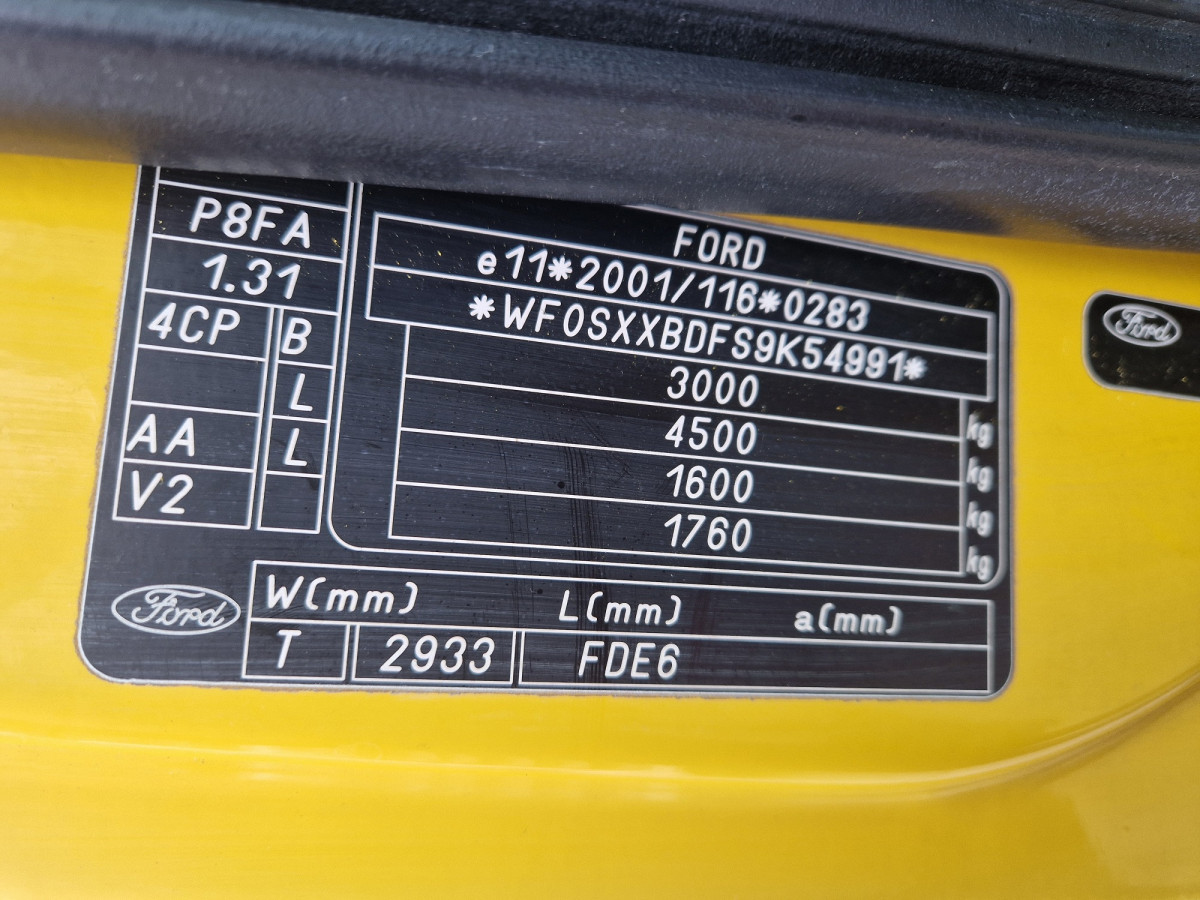 P8FA
1.31
4CP B
L
AA L
V2
FORD
e11*2001/116*0283
*WF0SXXBDFS9K54991*
3000 kg
4500 kg
1600 kg
1760 kg
Ford
W(mm) L(mm) a(mm)
T 2933 FDE6
Ford